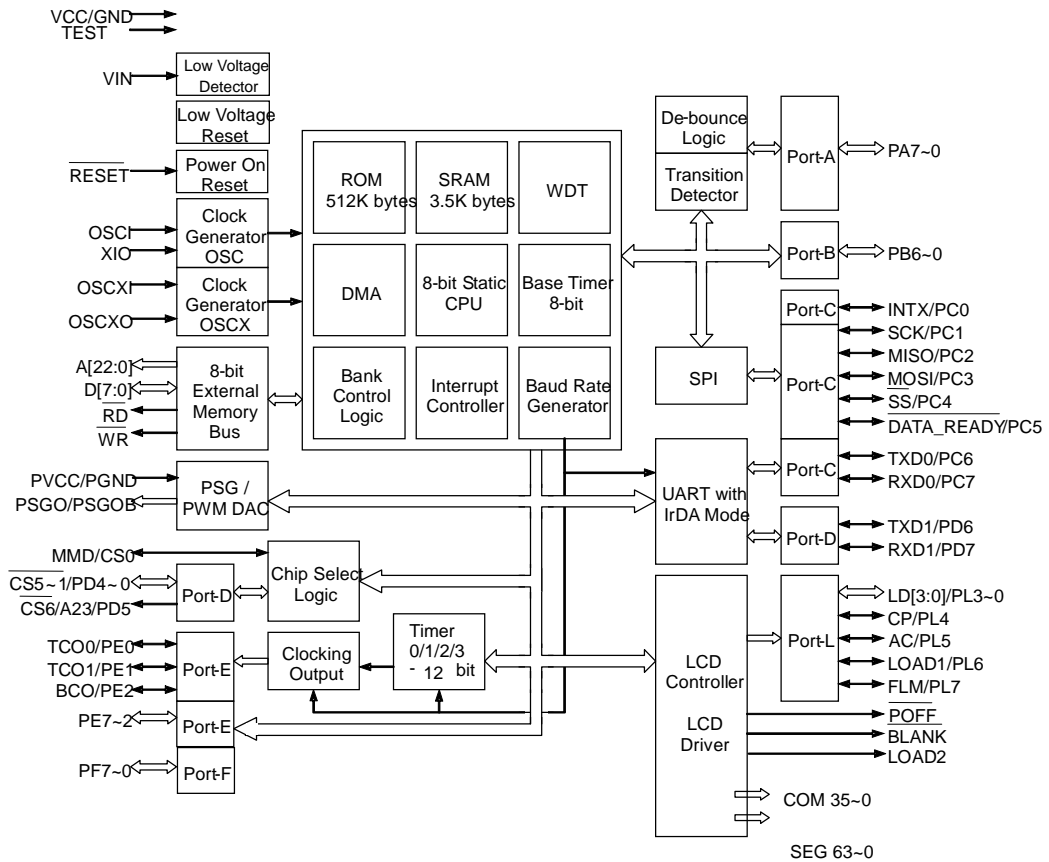 VCC/GND
TEST
VIN
Low Voltage
Detector
Low Voltage
Reset
RESET
Power On
Reset
OSCI
XIO
Clock
Generator
OSC
OSCXI
OSCXO
Clock
Generator
OSCX
A[22:0]
D[7:0]
RD
WR
8-bit
External
Memory
Bus
PVCC/PGND
PSGO/PSGOB
PSG /
PWM DAC
MMD/CS0
CS5~1/PD4~0
CS6/A23/PD5
Port-D
Chip Select
Logic
TCO0/PE0
TCO1/PE1
BCO/PE2
Port-E
Clocking
Output
Timer
0/1/2/3
- 12 bit
PE7~2
Port-E
PF7~0
Port-F
ROM
512K bytes
SRAM
3.5K bytes
WDT
DMA
8-bit Static
CPU
Base Timer
8-bit
Bank
Control
Logic
Interrupt
Controller
Baud Rate
Generator
De-bounce
Logic
Transition
Detector
Port-A
PA7~0
Port-B
PB6~0
SPI
Port-C
INTX/PC0
Port-C
SCK/PC1
MISO/PC2
MOSI/PC3
SS/PC4
DATA_READY/PC5
UART with
IrDA Mode
Port-C
TXD0/PC6
RXD0/PC7
Port-D
TXD1/PD6
RXD1/PD7
LCD
Controller
LCD
Driver
Port-L
LD[3:0]/PL3~0
CP/PL4
AC/PL5
LOAD1/PL6
FLM/PL7
POFF
BLANK
LOAD2
COM 35~0
SEG 63~0